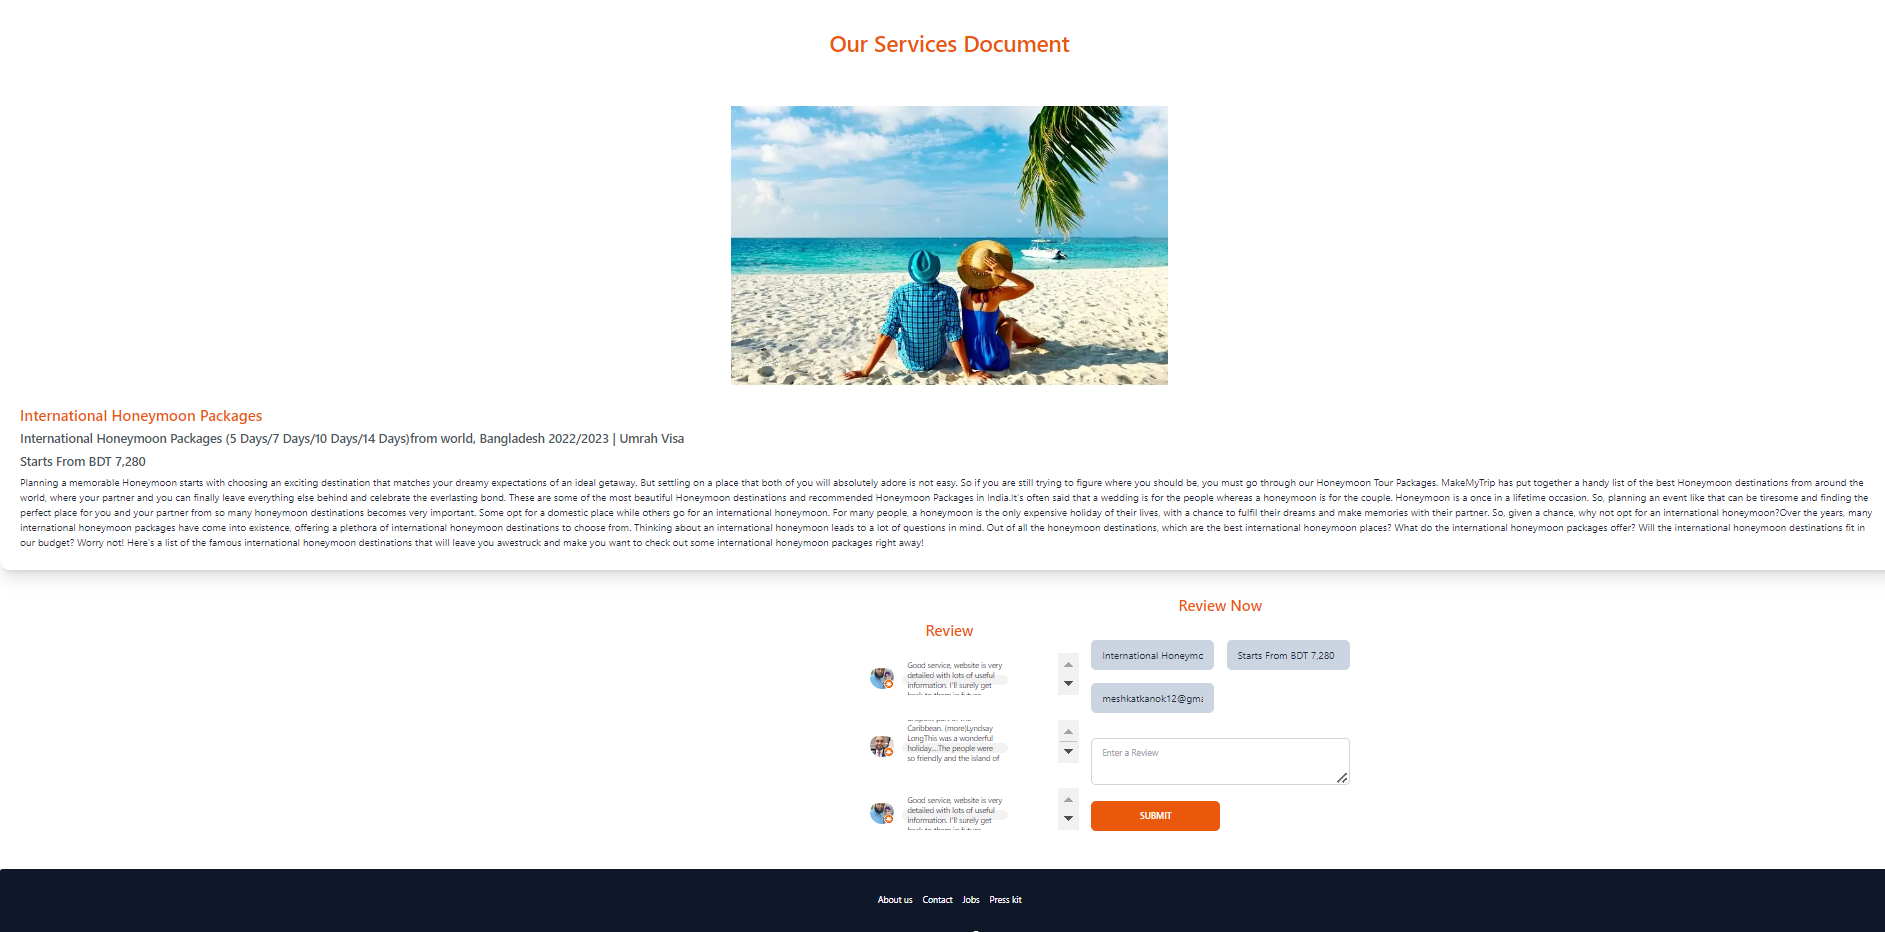 Our Services Document
International Honeymoon Packages
International Honeymoon Packages (5 Days/7 Days/10 Days/14 Days)from world, Bangladesh 2022/2023 | Umrah Visa
Starts From BDT 7,280
Planning a memorable Honeymoon starts with choosing an exciting destination that matches your dreamy expectations of an ideal getaway. But settling on a place that both of you will absolutely adore is not easy. So if you are still trying to figure where you should be, you must go through our Honeymoon Tour Packages. MakeMyTrip has put together a handy list of the best Honeymoon destinations from around the
world, where your partner and you can finally leave everything else behind and celebrate the everlasting bond. These are some of the most beautiful Honeymoon destinations and recommended Honeymoon Packages in India.It's often said that a wedding is for the people whereas a honeymoon is for the couple. Honeymoon is a once in a lifetime occasion. So, planning an event like that can be tiresome and finding the
perfect place for you and your partner from so many honeymoon destinations becomes very important. Some opt for a domestic place while others go for an international honeymoon. For many people, a honeymoon is the only expensive holiday of their lives, with a chance to fulfil their dreams and make memories with their partner. So, given a chance, why not opt for an international honeymoon?Over the years, many
international honeymoon packages have come into existence, offering a plethora of international honeymoon destinations to choose from. Thinking about an international honeymoon leads to a lot of questions in mind. Out of all the honeymoon destinations, which are the best international honeymoon places? What do the international honeymoon packages offer? Will the international honeymoon destinations fit in
our budget? Worry not! Here's a list of the famous international honeymoon destinations that will leave you awestruck and make you want to check out some international honeymoon packages right away!
Review
Good service, website is very
detailed with lots of useful
information. I'll surely get
back to them in future
Caribbean. (more)Lyndsay
LongThis was a wonderful
holiday....The people were
so friendly and the island of
Good service, website is very
detailed with lots of useful
information. I'll surely get
back to them in future
Review Now
International Honeymo
Starts From BDT 7,280
meshkatkanok12@gma
Enter a Review
SUBMIT
About us Contact Jobs Press kit